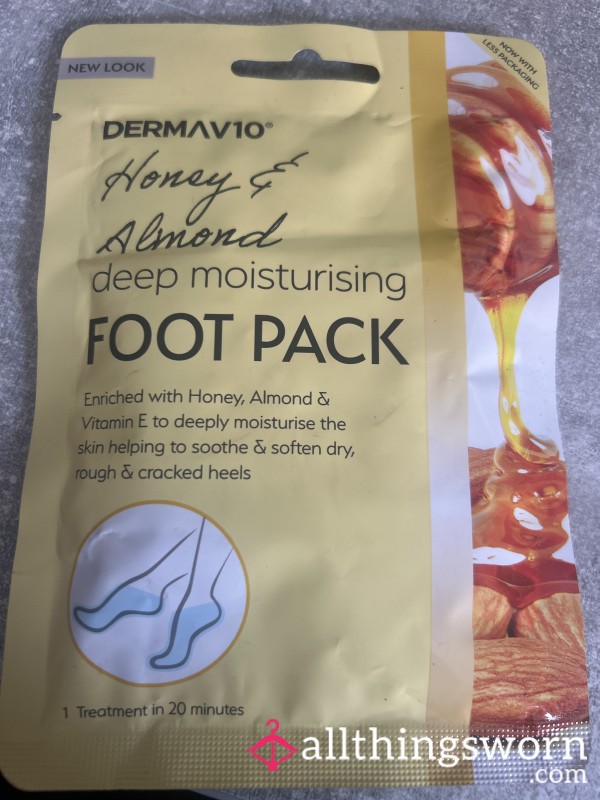 NEW LOOK
NOW WITH
LESS PACKAGING
DERMAV10®
Honey &
Almond
deep moisturising
FOOT PACK
Enriched with Honey, Almond &
Vitamin E to deeply moisturise the
skin helping to soothe & soften dry,
rough & cracked heels
1 Treatment in 20 minutes
allthingsworn
.com